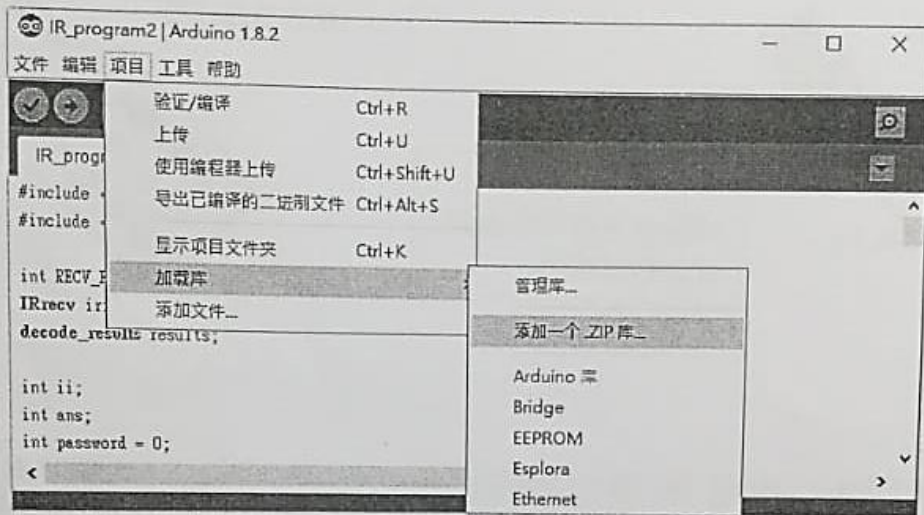 IR_program2 | Arduino 1.8.2
文件 编辑 项目 工具 帮助
验证/编译 Ctrl+R
上传 Ctrl+U
使用编程器上传 Ctrl+Shift+U
导出已编译的二进制文件 Ctrl+Alt+S
显示项目文件夹 Ctrl+K
加载库
添加文件...
管理库...
添加一个 .ZIP 库...
Arduino 库
Bridge
EEPROM
Esplora
Ethernet
IR_progr
#include
#include
int RECV_
IRrecv ir
decode_results results;
int ii;
int ans;
int password = 0;